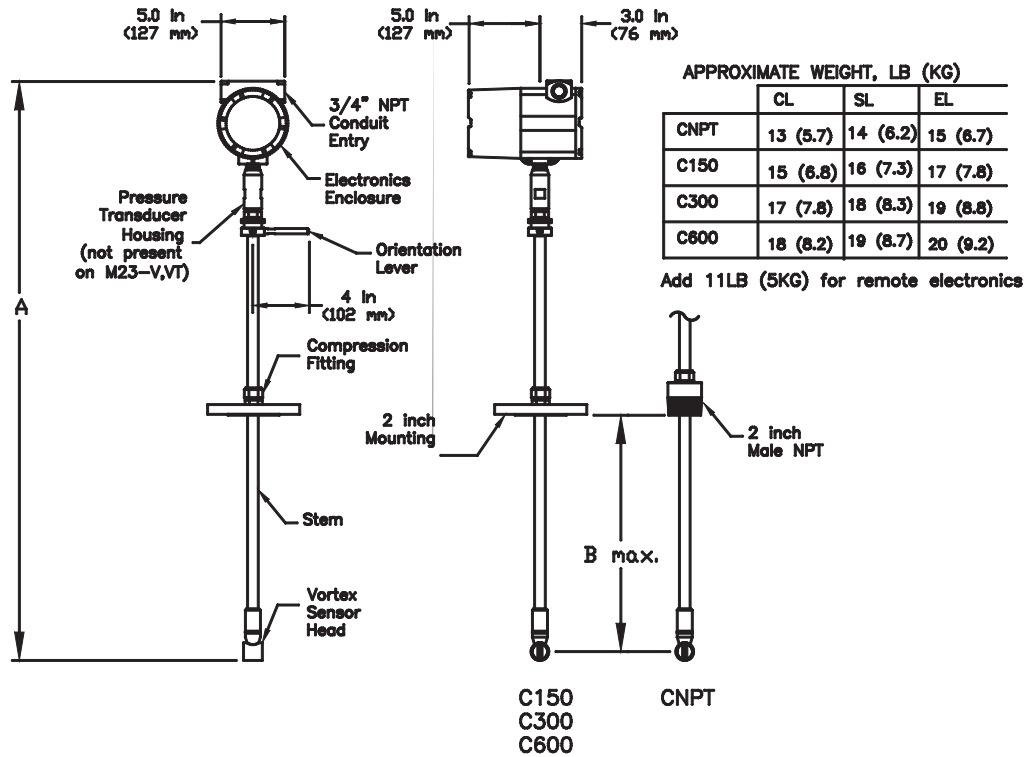 5.0 in
(127 mm)
5.0 in
(127 mm)
3.0 in
(76 mm)
3/4" NPT
Conduit
Entry
Electronics
Enclosure
Pressure
Transducer
Housing
(not present
on M23-V,VT)
Orientation
Lever
4 in
(102 mm)
A
Compression
Fitting
2 inch
Mounting
Stem
Vortex
Sensor
Head
APPROXIMATE WEIGHT, LB (KG)
CL SL EL
CNPT 13 (5.7) 14 (6.2) 15 (6.7)
C150 15 (6.8) 16 (7.3) 17 (7.8)
C300 17 (7.8) 18 (8.3) 19 (8.8)
C600 18 (8.2) 19 (8.7) 20 (9.2)
Add 11LB (5KG) for remote electronics
2 inch
Male NPT
B max.
C150
C300
C600
CNPT